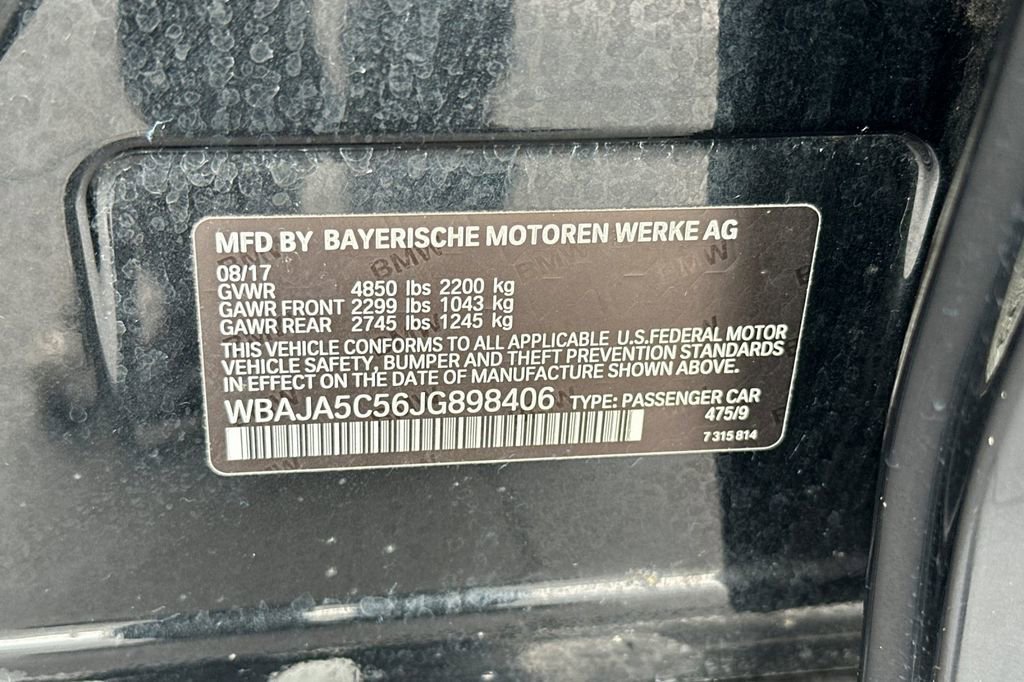 MFD BY BAYERISCHE MOTOREN WERKE AG
08/17
GVWR 4850 lbs 2200 kg
GAWR FRONT 2299 lbs 1043 kg
GAWR REAR 2745 lbs 1245 kg
THIS VEHICLE CONFORMS TO ALL APPLICABLE U.S.FEDERAL MOTOR
VEHICLE SAFETY, BUMPER AND THEFT PREVENTION STANDARDS
IN EFFECT ON THE DATE OF MANUFACTURE SHOWN ABOVE.
WBAJA5C56JG898406 TYPE: PASSENGER CAR
475/9
7 315 814
BMW
BMW
BMW